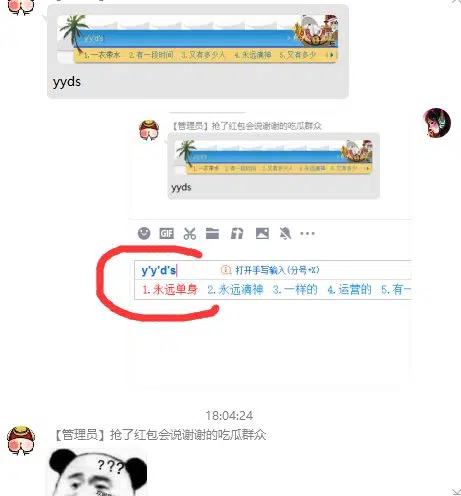 y'y'd's
1.一衣带水 2.有一段时间 3.又有多少人 4.永远滴神 5.又有多少
yyds
【管理员】抢了红包会说谢谢的吃瓜群众
1.一衣带水 2.有一段时间 3.又有多少人 4.永远滴神 5.又有多少
yyds
GIF
y'y'd's
打开手写输入(分号+X)
1.永远单身 2.永远滴神 3.一样的 4.运营的 5.有一
18:04:24
【管理员】抢了红包会说谢谢的吃瓜群众
???